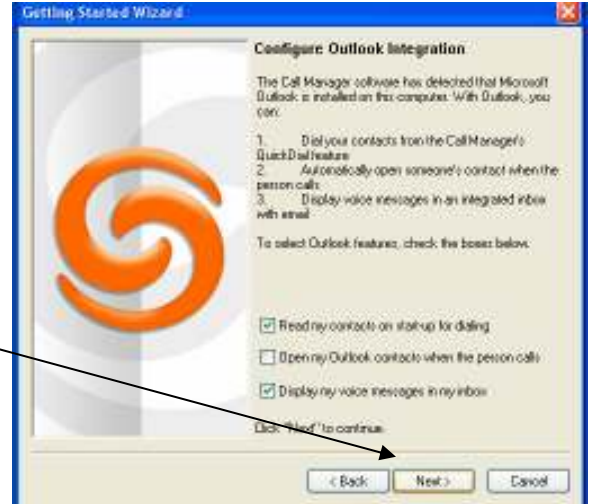 Getting Started Wizard
Configure Outlook Integration
The Call Manager software has detected that Microsoft
Outlook is installed on this computer. With Outlook, you
can:
1. Dial your contacts from the Call Manager's
QuickDial feature
2. Automatically open someone's contact when the
person calls
3. Display voice messages in an integrated inbox
with email
To select Outlook features, check the boxes below.
Read my contacts on start-up for dialing
Open my Outlook contacts when the person calls
Display my voice messages in my inbox
Click "Next" to continue.
< Back Next > Cancel